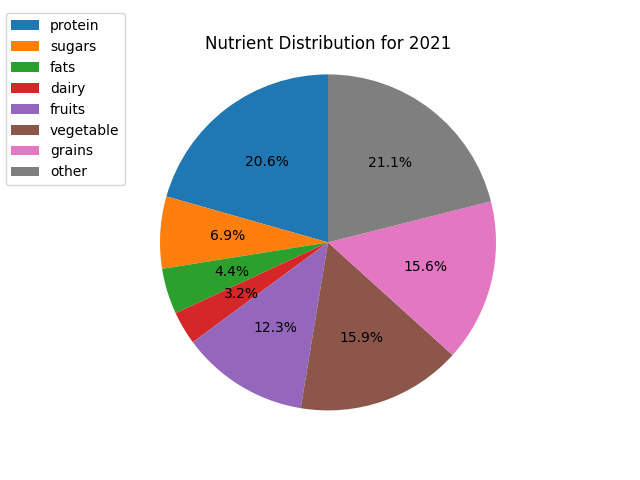 Nutrient Distribution for 2021
protein
sugars
fats
dairy
fruits
vegetable
grains
other
20.6%
21.1%
6.9%
4.4%
3.2%
12.3%
15.9%
15.6%